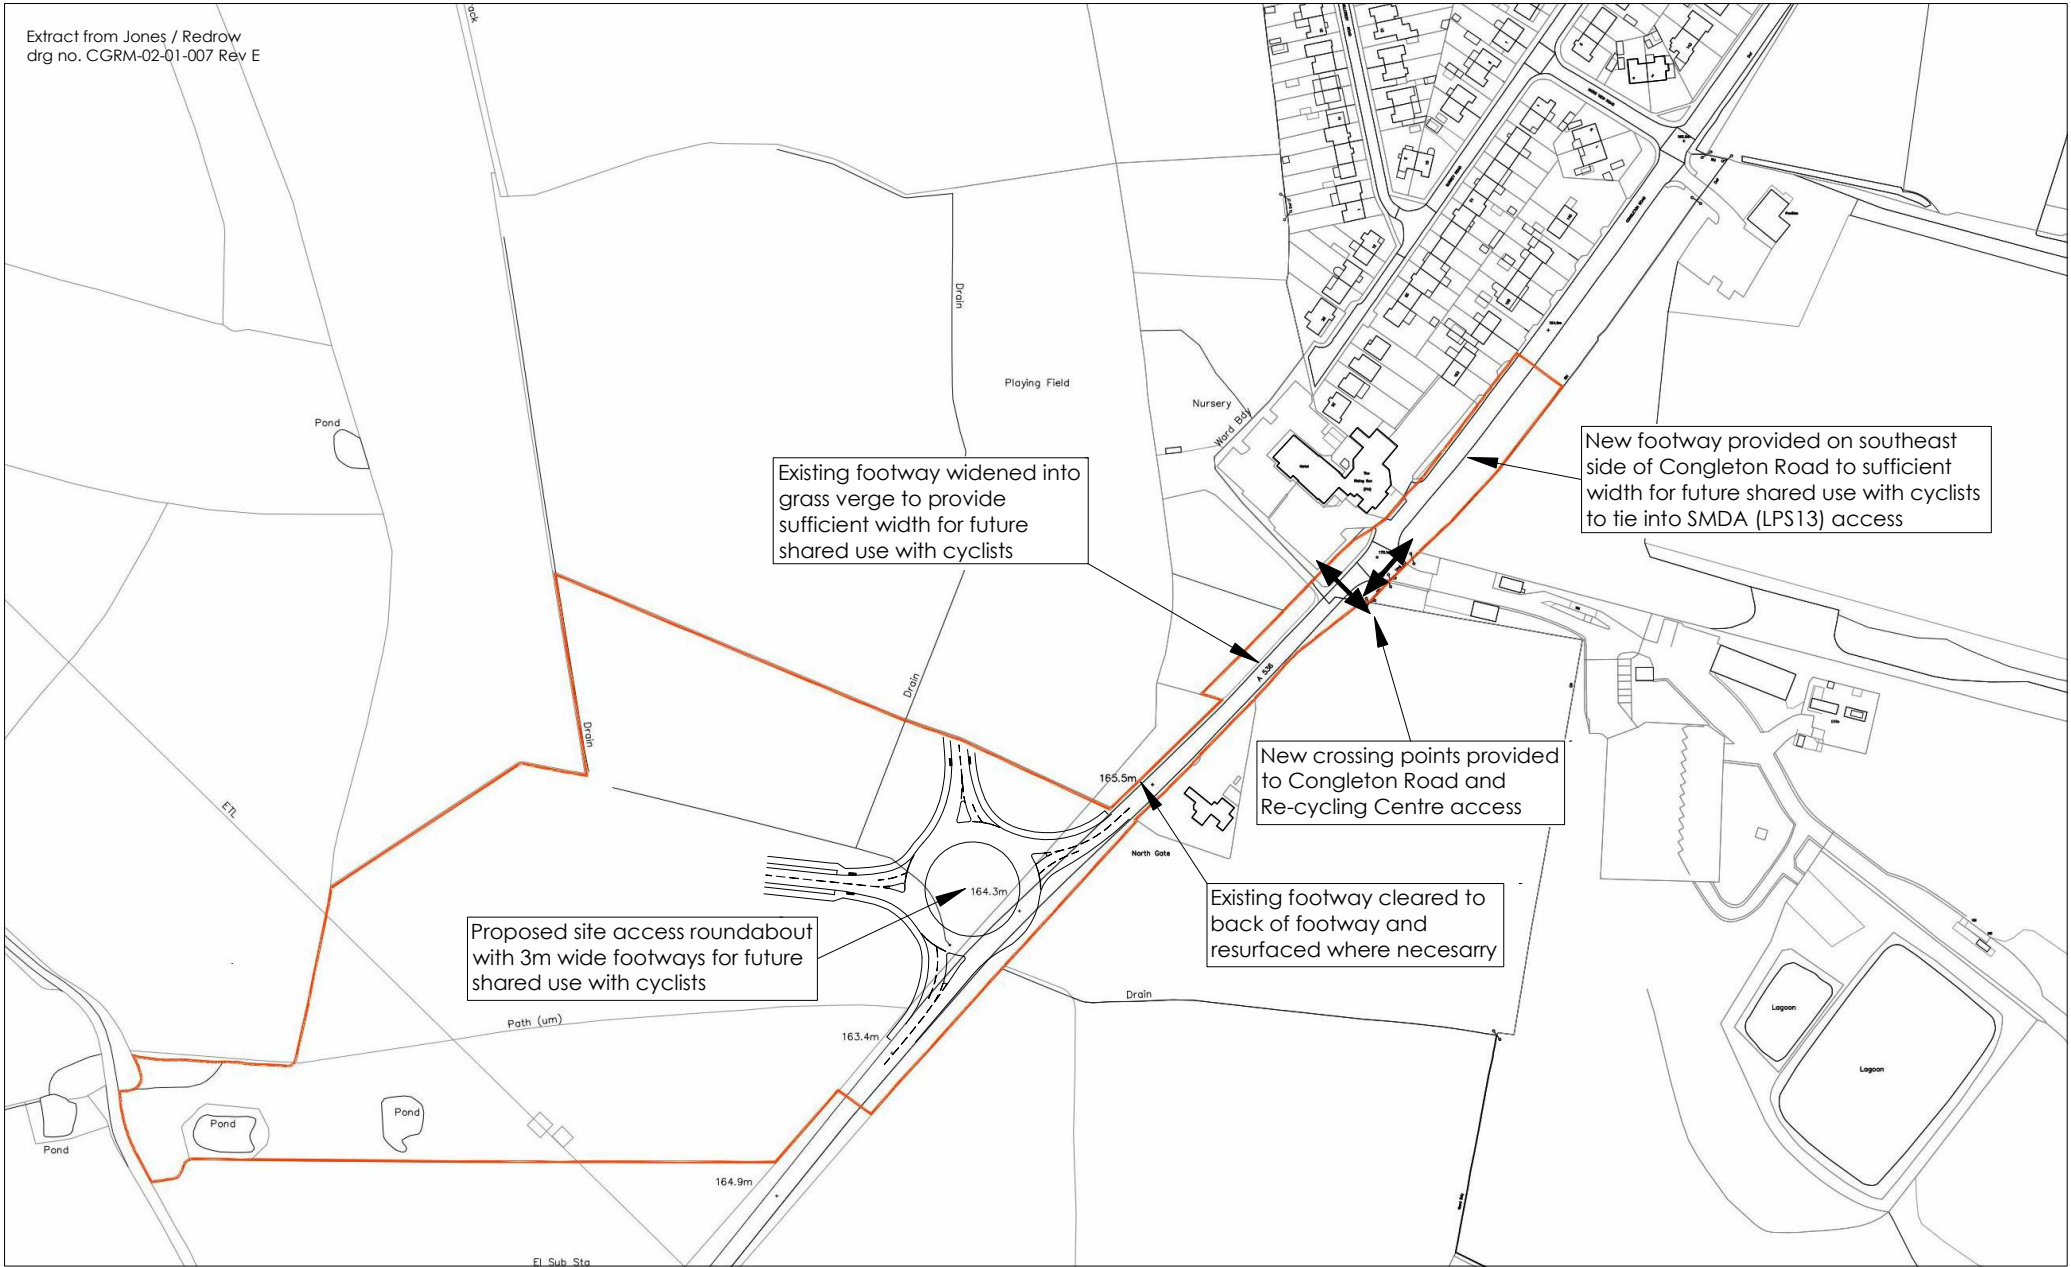 Extract from Jones / Redrow
drg no. CGRM-02-01-007 Rev E
Drain
Playing Field
Nursery
Ward Bdy
Pond
Existing footway widened into
grass verge to provide
sufficient width for future
shared use with cyclists
New footway provided on southeast
side of Congleton Road to sufficient
width for future shared use with cyclists
to tie into SMDA (LPS13) access
A 536
Drain
Drain
165.5m
New crossing points provided
to Congleton Road and
Re-cycling Centre access
ETL
North Gate
164.3m
Existing footway cleared to
back of footway and
resurfaced where necesarry
Proposed site access roundabout
with 3m wide footways for future
shared use with cyclists
Drain
Path (um)
163.4m
Lagoon
Lagoon
Pond
Pond
Pond
164.9m
El Sub Sta